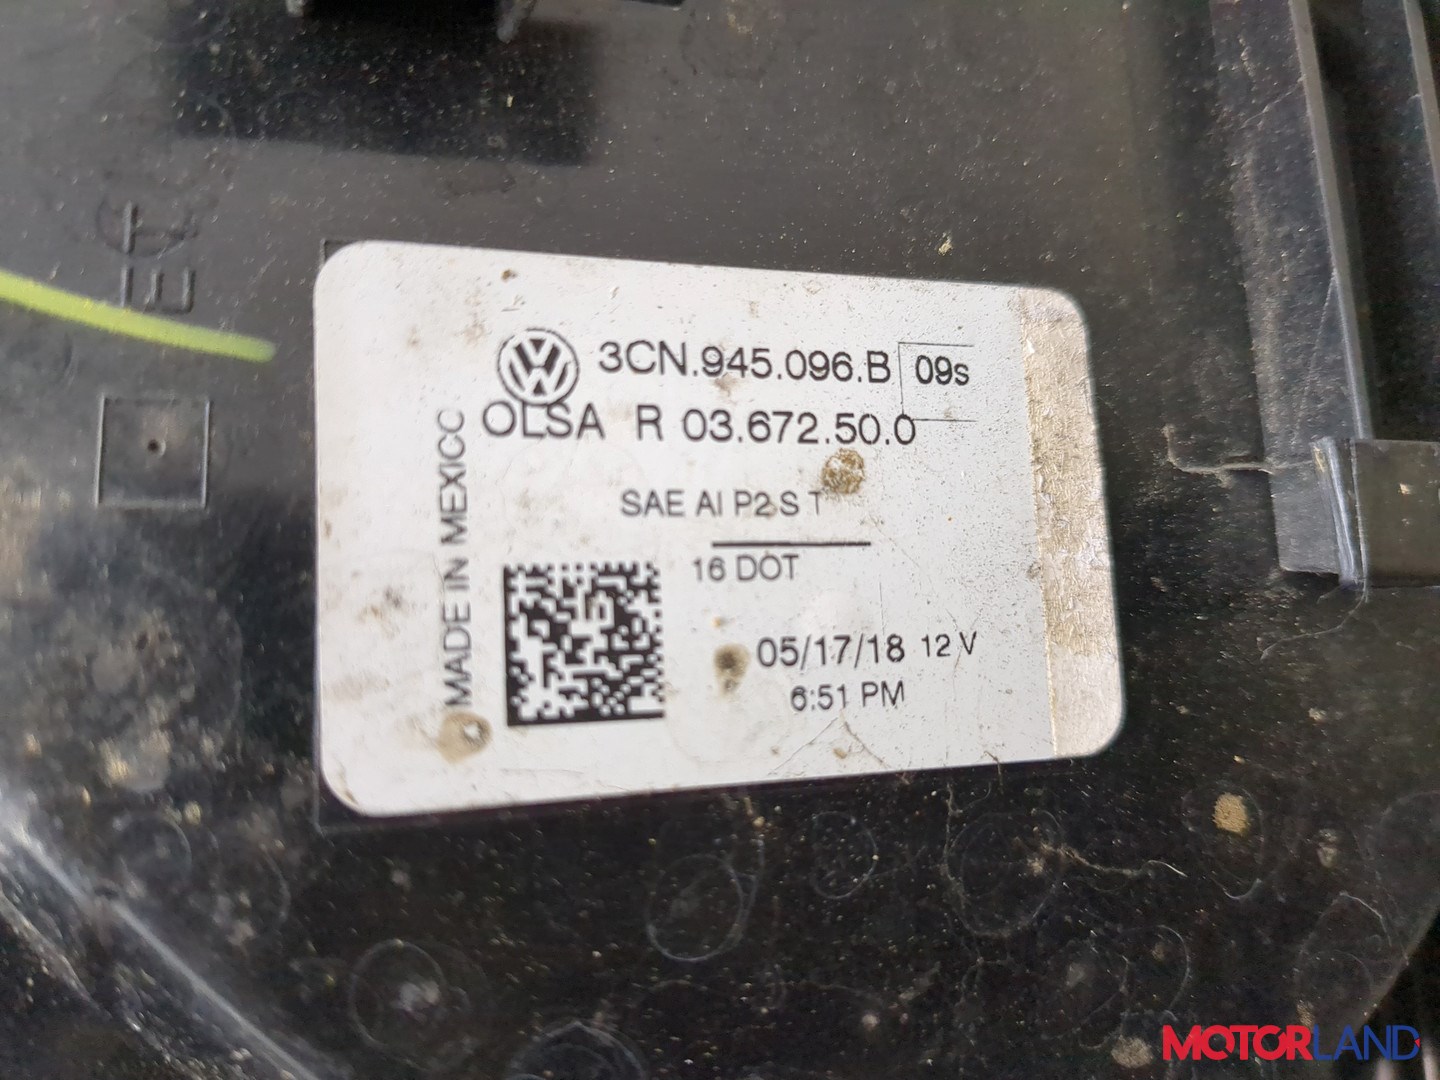 3CN.945.096.B 09s
OLSA R 03.672.50.0
SAE AI P2 S T
16 DOT
05/17/18 12 V
6:51 PM
MADE IN MEXICO
MOTORLAND